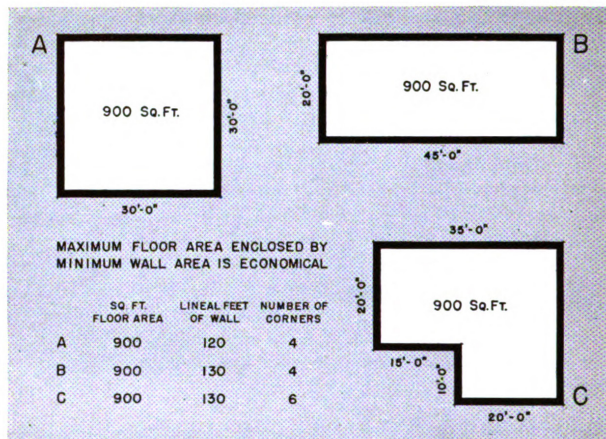 A
900 SQ. FT.
30'-0"
30'-0"
B
900 SQ. FT.
20'-0"
45'-0"
MAXIMUM FLOOR AREA ENCLOSED BY
MINIMUM WALL AREA IS ECONOMICAL
SQ. FT. LINEAL FEET NUMBER OF
FLOOR AREA OF WALL CORNERS
A 900 120 4
B 900 130 4
C 900 130 6
35'-0"
20'-0"
900 SQ. FT.
15'-0"
10'-0"
20'-0"
C